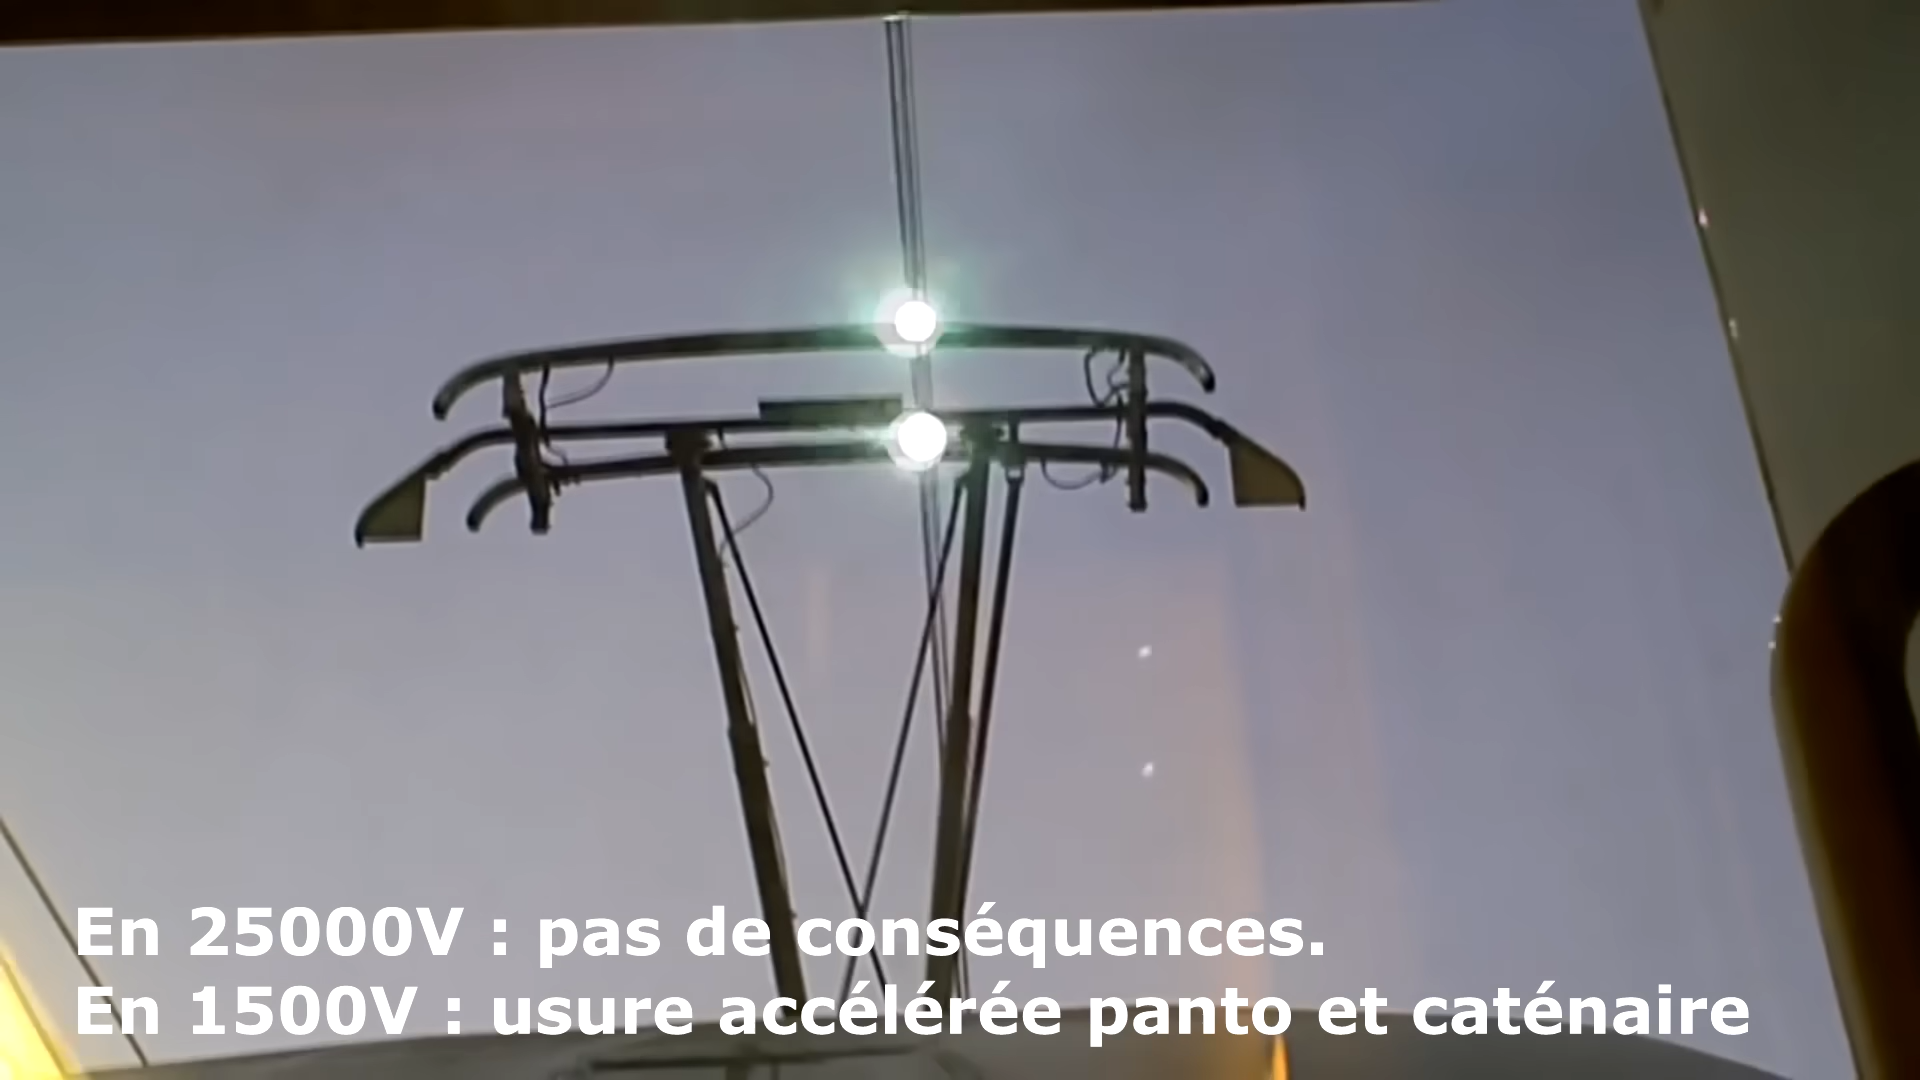 En 25000V : pas de conséquences.
En 1500V : usure accélérée panto et caténaire